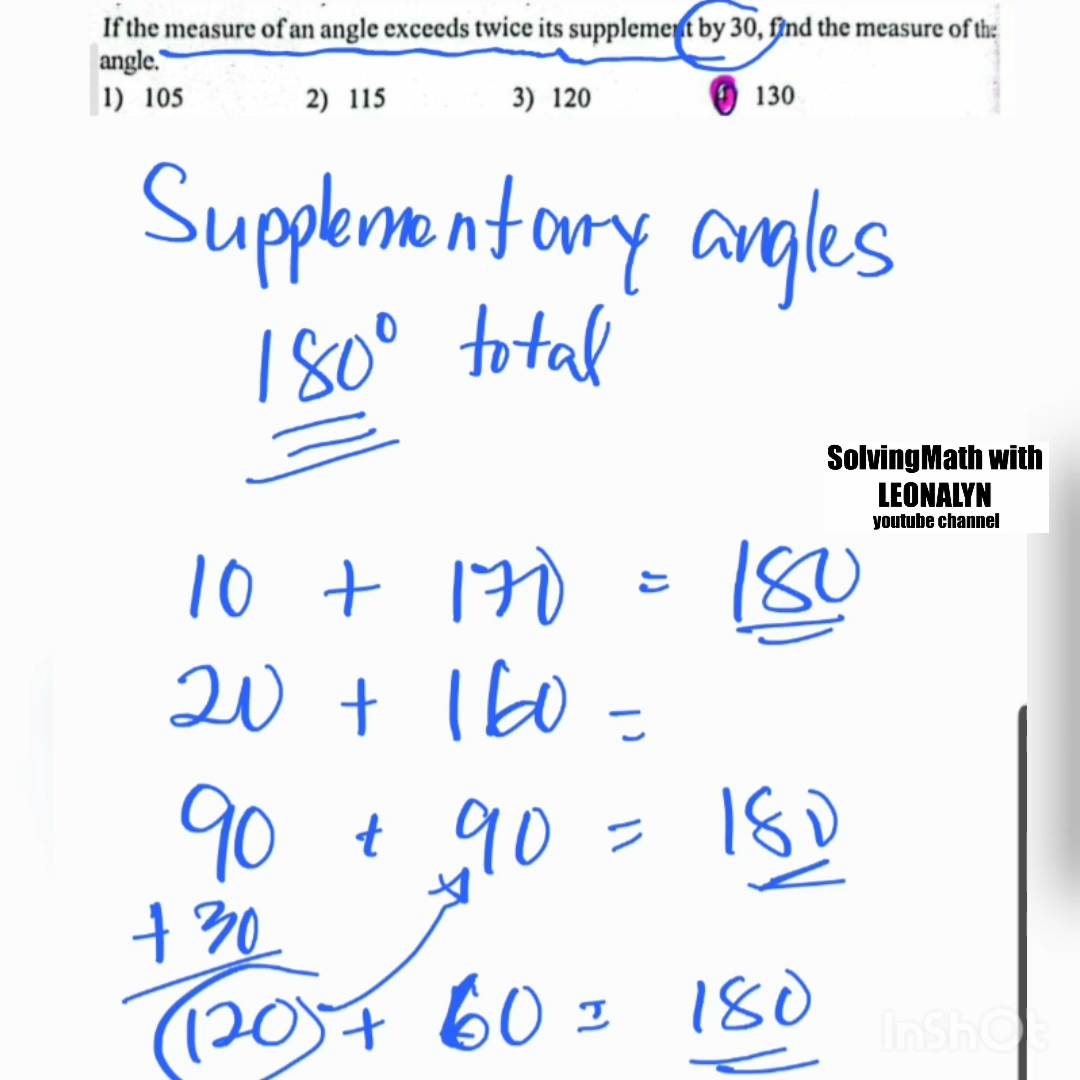 If the measure of an angle exceeds twice its supplement by 30, find the measure of the
angle.
1) 105 2) 115 3) 120 4) 130
Supplementary angles
180° total
SolvingMath with
LEONALYN
youtube channel
10 + 170 = 180
20 + 160 =
90 + 90 = 180
+ 30
120 + 60 = 180
InShOt